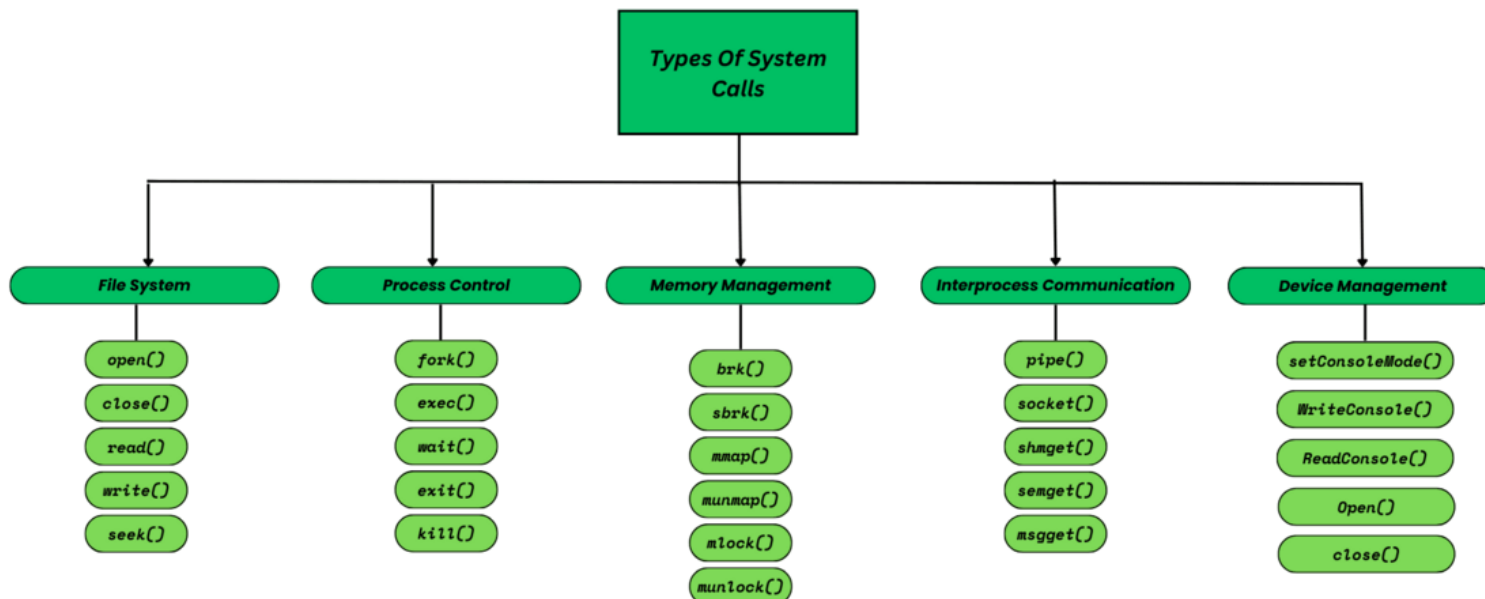 Types Of System
Calls
File System
open()
close()
read()
write()
seek()
Process Control
fork()
exec()
wait()
exit()
kill()
Memory Management
brk()
sbrk()
mmap()
munmap()
mlock()
munlock()
Interprocess Communication
pipe()
socket()
shmget()
semget()
msgget()
Device Management
setConsoleMode()
WriteConsole()
ReadConsole()
Open()
close()